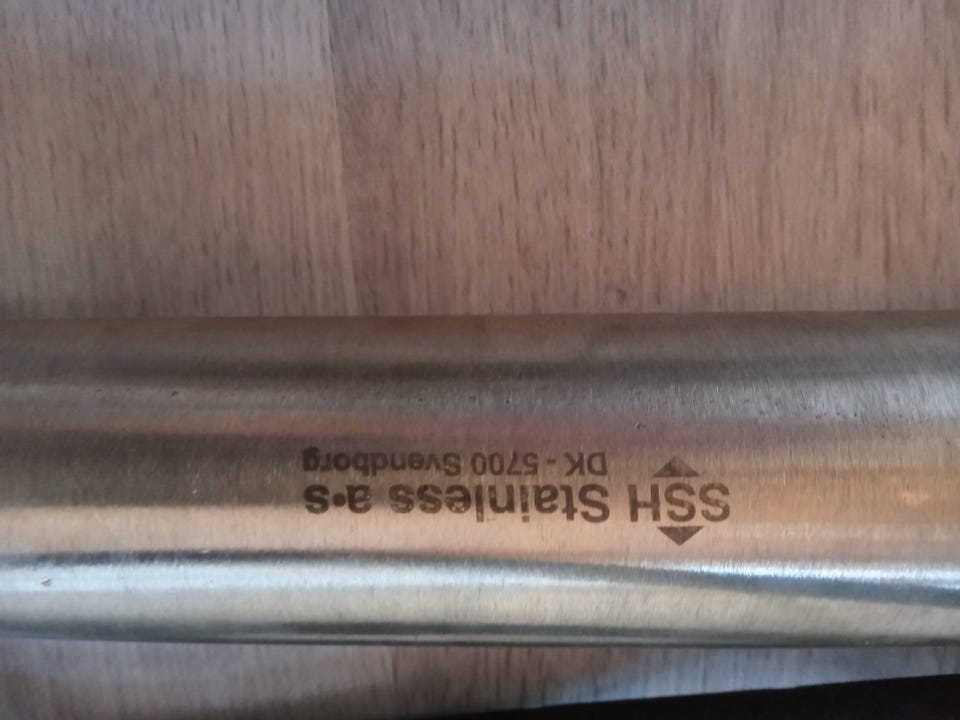 SSH Stainless a•s
DK - 5700 Svendborg